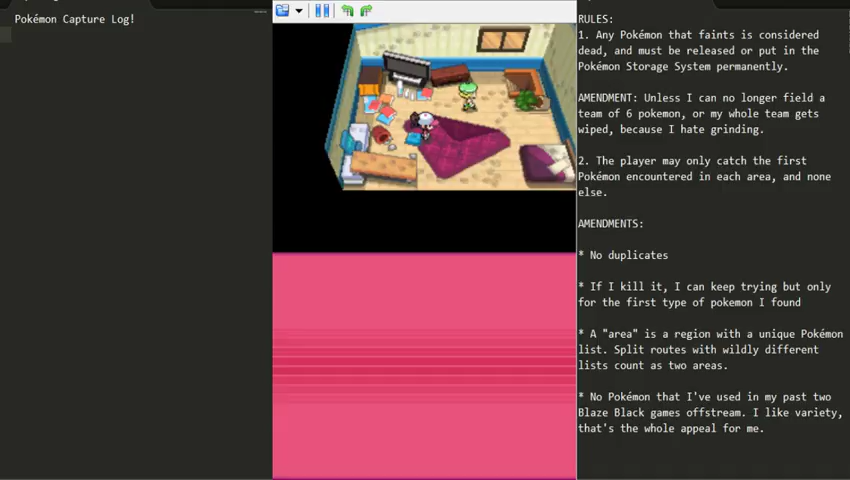 Pokémon Capture Log!
RULES:
1. Any Pokémon that faints is considered
dead, and must be released or put in the
Pokémon Storage System permanently.
AMENDMENT: Unless I can no longer field a
team of 6 pokemon, or my whole team gets
wiped, because I hate grinding.
2. The player may only catch the first
Pokémon encountered in each area, and none
else.
AMENDMENTS:
* No duplicates
* If I kill it, I can keep trying but only
for the first type of pokemon I found
* A "area" is a region with a unique Pokémon
list. Split routes with wildly different
lists count as two areas.
* No Pokémon that I've used in my past two
Blaze Black games offstream. I like variety,
that's the whole appeal for me.